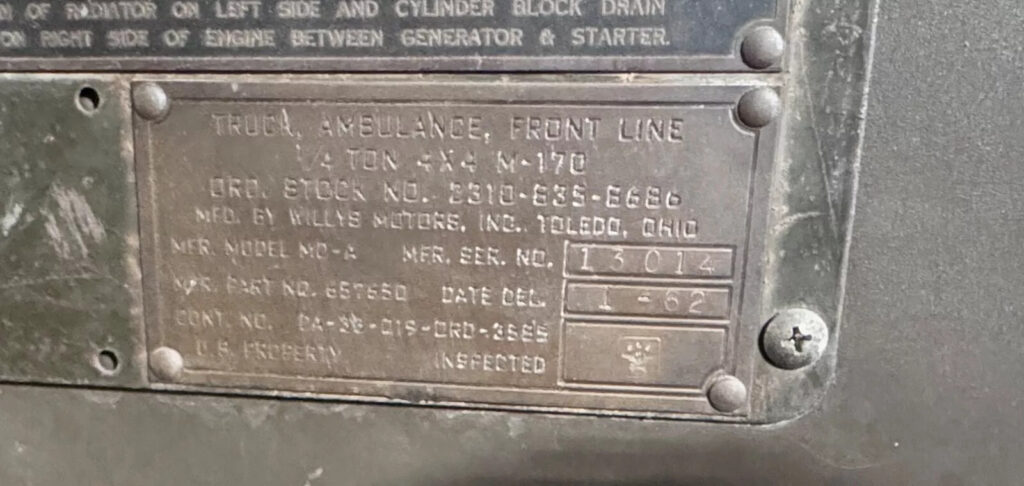 OF RADIATOR ON LEFT SIDE AND CYLINDER BLOCK DRAIN
ON RIGHT SIDE OF ENGINE BETWEEN GENERATOR & STARTER.
TRUCK, AMBULANCE, FRONT LINE
1/4 TON 4X4 M-170
ORD. STOCK NO. 2310-835-8686
MFD. BY WILLYS MOTORS, INC. TOLEDO, OHIO
MFR. MODEL MD-A MFR. SER. NO. 13014
MFR. PART NO. 657650 DATE DEL. 1-62
CONT. NO. DA-33-019-ORD-3585
U.S. PROPERTY INSPECTED